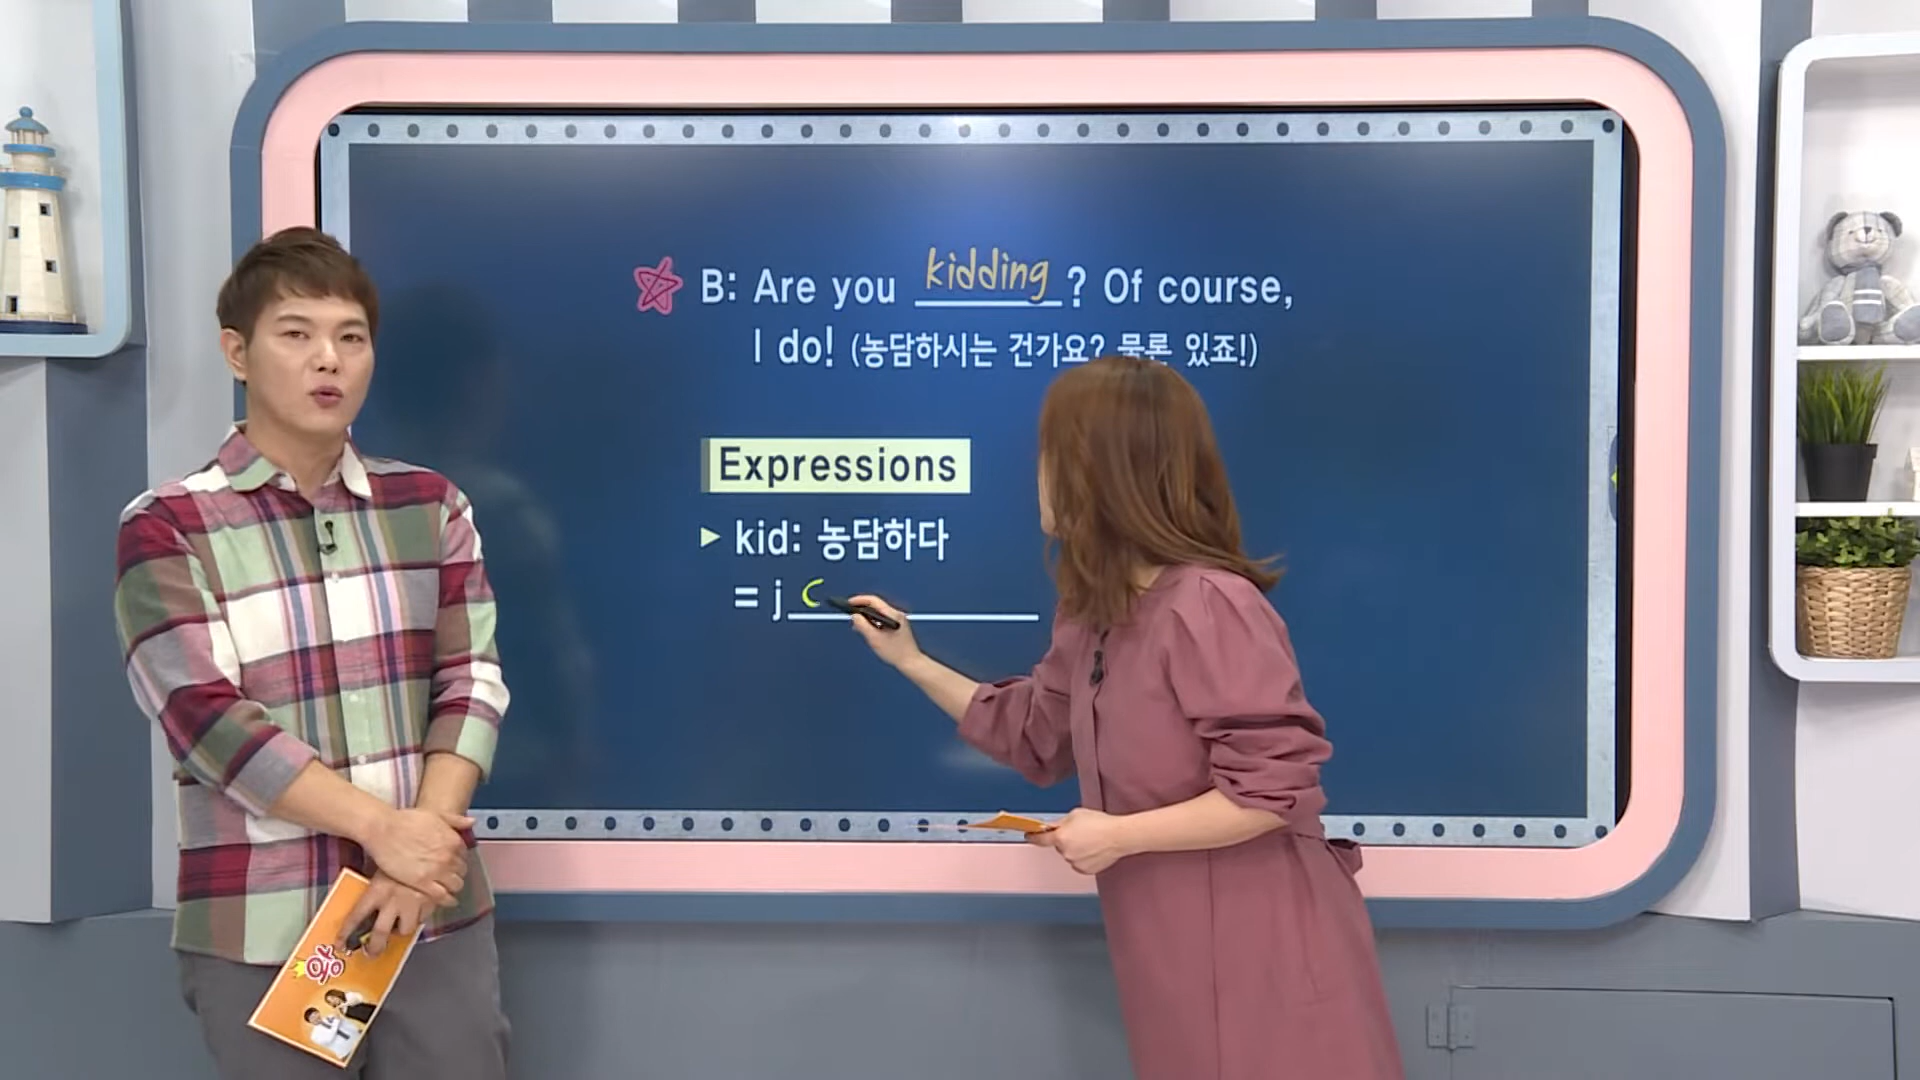 B: Are you kidding? Of course,
I do! (농담하시는 건가요? 물론 있죠!)
Expressions
▶ kid: 농담하다
= j